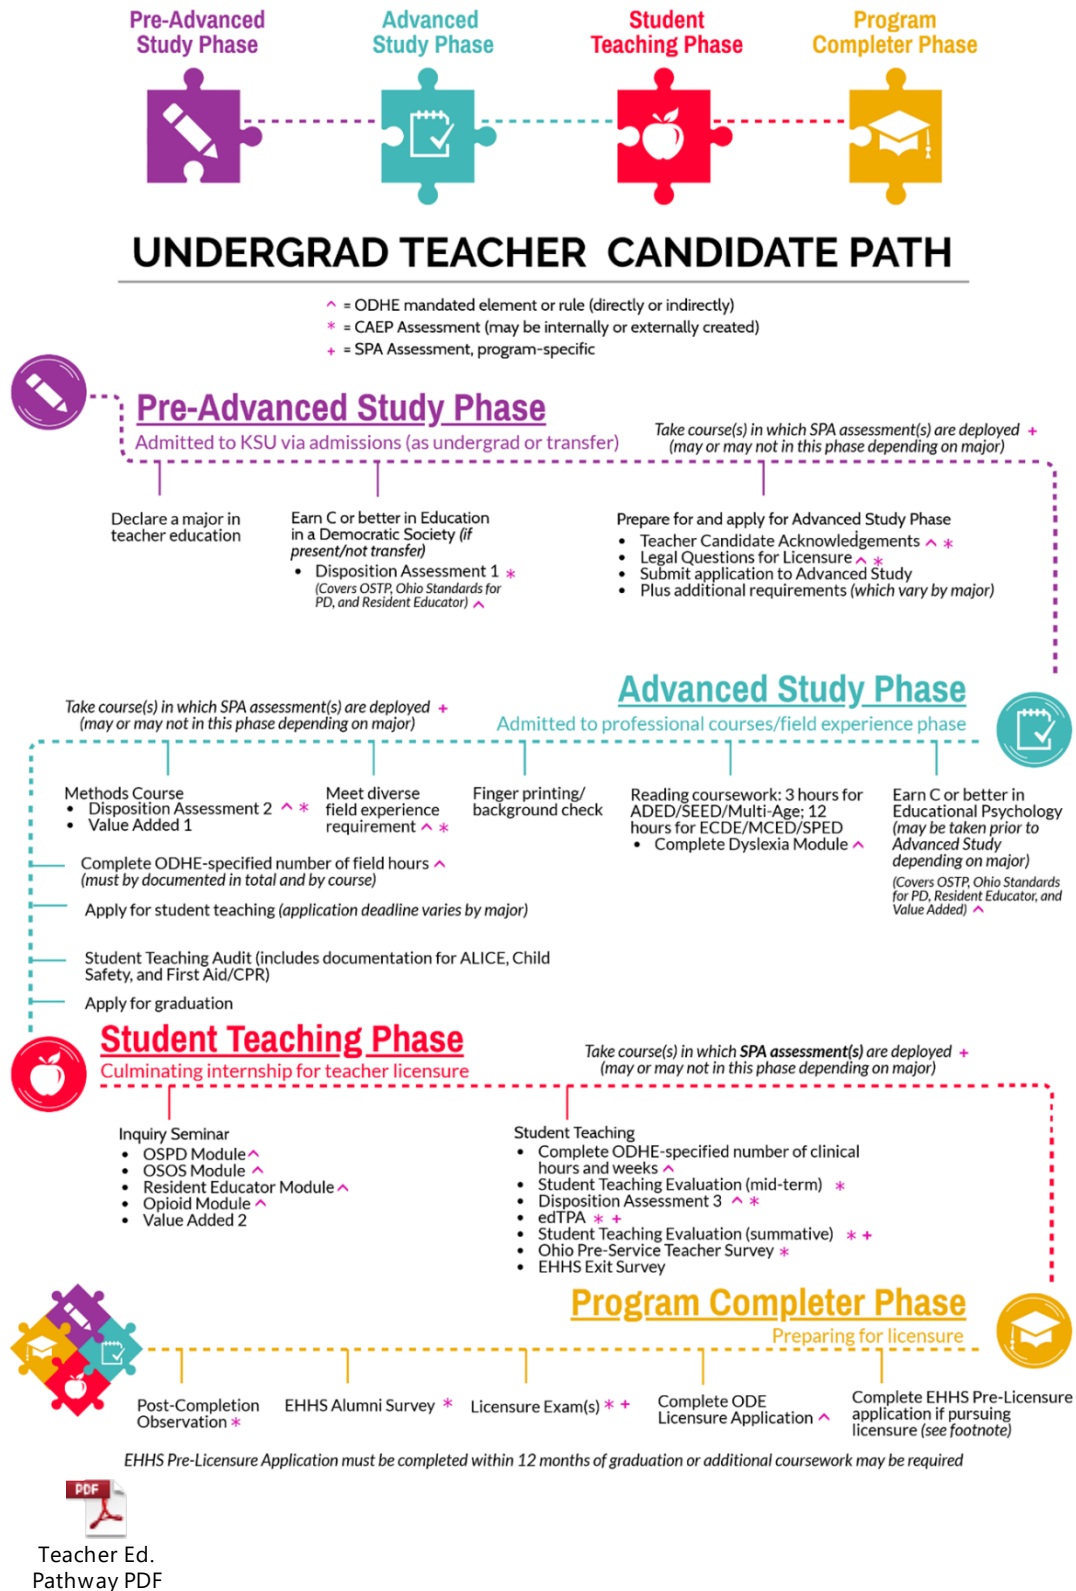 Pre-Advanced
Study Phase
Advanced
Study Phase
Student
Teaching Phase
Program
Completer Phase
UNDERGRAD TEACHER CANDIDATE PATH
^ = ODHE mandated element or rule (directly or indirectly)
* = CAEP Assessment (may be internally or externally created)
+ = SPA Assessment, program-specific
Pre-Advanced Study Phase
Admitted to KSU via admissions (as undergrad or transfer)
Take course(s) in which SPA assessment(s) are deployed +
(may or may not in this phase depending on major)
Declare a major in
teacher education
Earn C or better in Education
in a Democratic Society (if
present/not transfer)
• Disposition Assessment 1 *
(Covers OSTP, Ohio Standards for
PD, and Resident Educator) ^
Prepare for and apply for Advanced Study Phase
• Teacher Candidate Acknowledgements ^ *
• Legal Questions for Licensure ^ *
• Submit application to Advanced Study
• Plus additional requirements (which vary by major)
Advanced Study Phase
Admitted to professional courses/field experience phase
Take course(s) in which SPA assessment(s) are deployed +
(may or may not in this phase depending on major)
Methods Course
• Disposition Assessment 2 ^ *
• Value Added 1
Meet diverse
field experience
requirement ^ *
Finger printing/
background check
Reading coursework: 3 hours for
ADED/SEED/Multi-Age; 12
hours for ECDE/MCED/SPED
• Complete Dyslexia Module ^
Earn C or better in
Educational Psychology
(may be taken prior to
Advanced Study
depending on major)
(Covers OSTP, Ohio Standards
for PD, Resident Educator, and
Value Added) ^
Complete ODHE-specified number of field hours ^
(must by documented in total and by course)
Apply for student teaching (application deadline varies by major)
Student Teaching Audit (includes documentation for ALICE, Child
Safety, and First Aid/CPR)
Apply for graduation
Student Teaching Phase
Culminating internship for teacher licensure
Take course(s) in which SPA assessment(s) are deployed +
(may or may not in this phase depending on major)
Inquiry Seminar
• OSPD Module ^
• OSOS Module ^
• Resident Educator Module ^
• Opioid Module ^
• Value Added 2
Student Teaching
• Complete ODHE-specified number of clinical
hours and weeks ^
• Student Teaching Evaluation (mid-term) *
• Disposition Assessment 3 ^ *
• edTPA * +
• Student Teaching Evaluation (summative) * +
• Ohio Pre-Service Teacher Survey *
• EHHS Exit Survey
Program Completer Phase
Preparing for licensure
Post-Completion
Observation *
EHHS Alumni Survey *
Licensure Exam(s) * +
Complete ODE
Licensure Application ^
Complete EHHS Pre-Licensure
application if pursuing
licensure (see footnote)
EHHS Pre-Licensure Application must be completed within 12 months of graduation or additional coursework may be required
PDF
Teacher Ed.
Pathway PDF